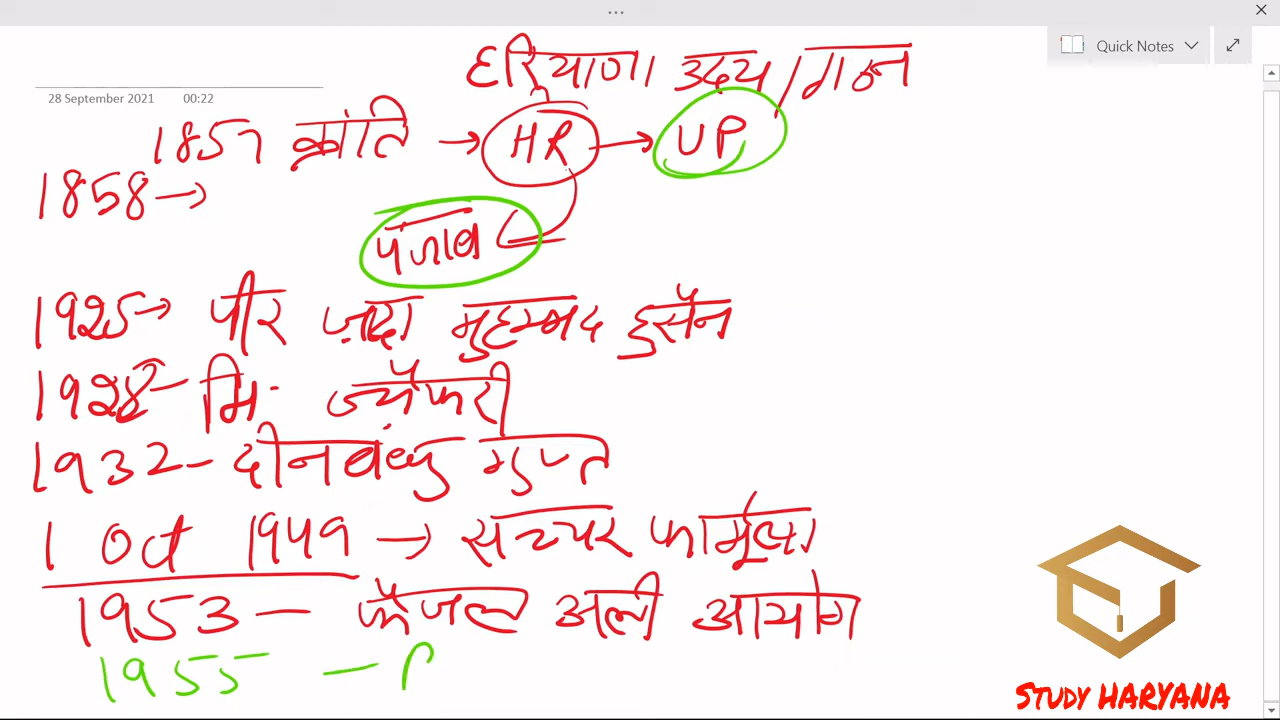 Quick Notes
हरियाणा उदय/गठन
28 September 2021 00:22
1857 क्रांति → HR → UP
1858 →
पंजाब
1925 → पीर ज़ादा मुहम्मद हुसैन
1928 - मि. ज्यौफरी
1932 - दीनबंधु गुप्त
1 Oct 1949 → सच्चर फार्मूला
1953 - फौजल अली आयोग
1955 -
STUDY HARYANA